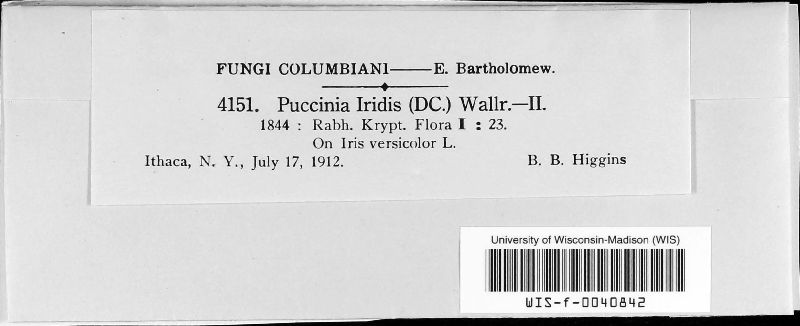 FUNGI COLUMBIANI——E. Bartholomew.
4151. Puccinia Iridis (DC.) Wallr.—II.
1844 : Rabh. Krypt. Flora I : 23.
On Iris versicolor L.
Ithaca, N. Y., July 17, 1912. B. B. Higgins
University of Wisconsin-Madison (WIS)
WIS-f-0040842